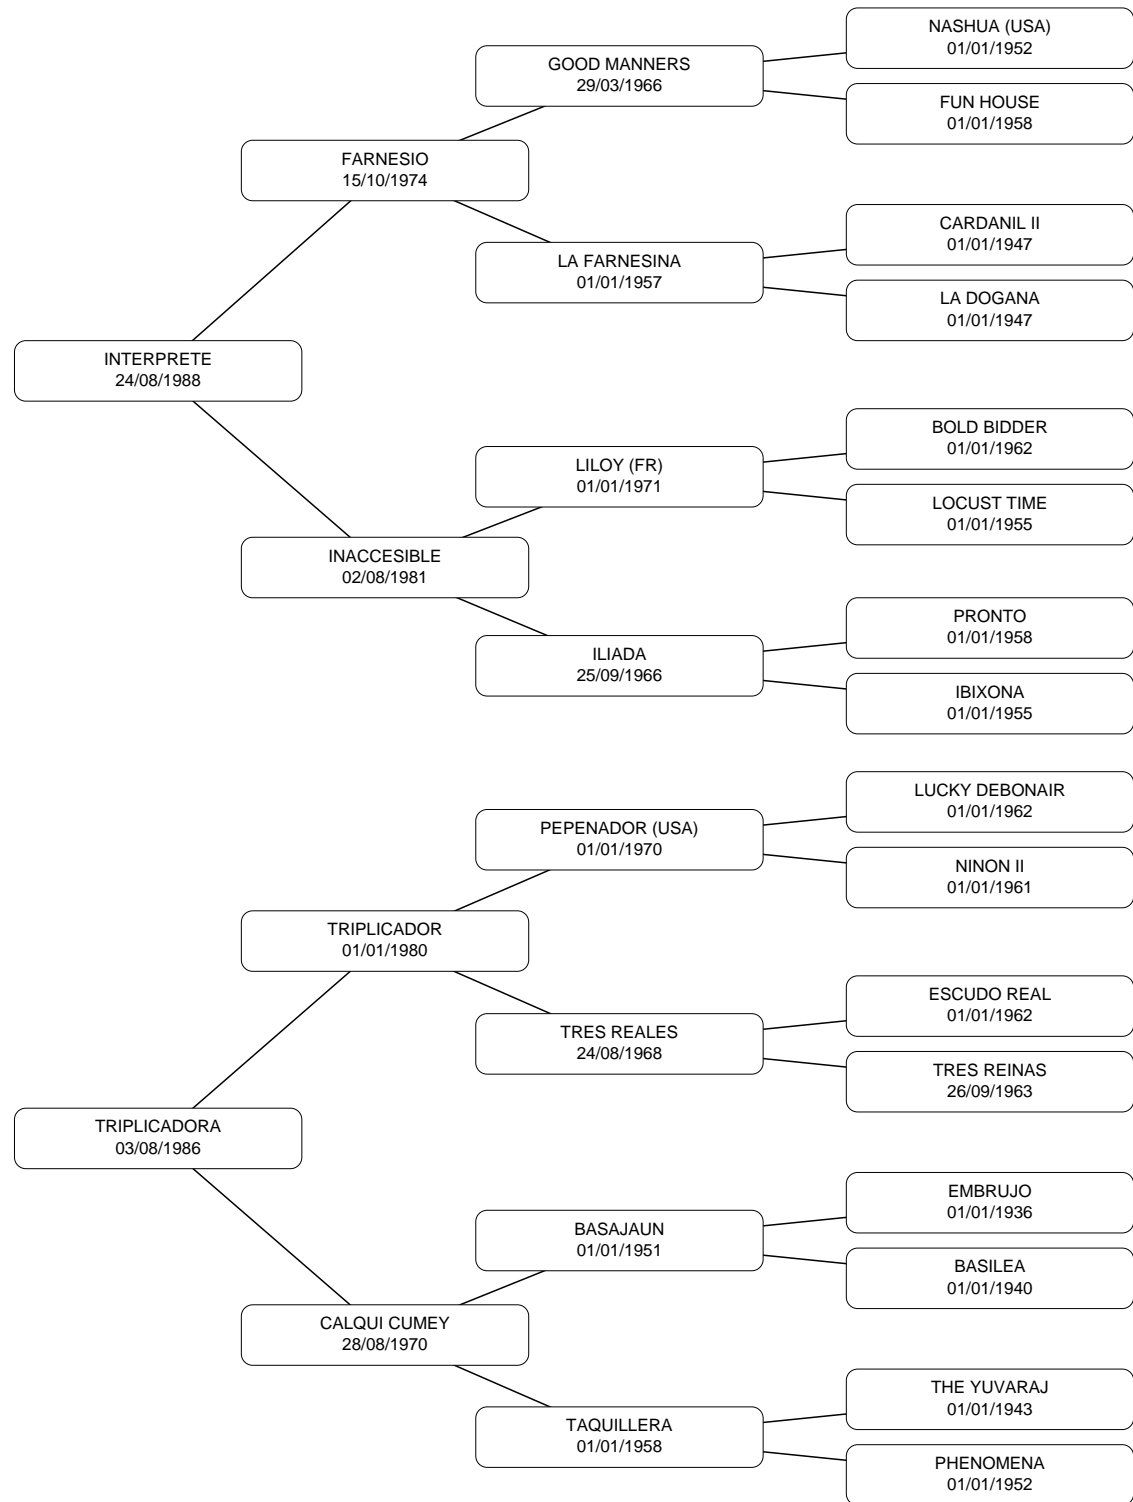 NASHUA (USA)
01/01/1952
GOOD MANNERS
29/03/1966
FUN HOUSE
01/01/1958
FARNESIO
15/10/1974
CARDANIL II
01/01/1947
LA FARNESINA
01/01/1957
LA DOGANA
01/01/1947
INTERPRETE
24/08/1988
BOLD BIDDER
01/01/1962
LILOY (FR)
01/01/1971
LOCUST TIME
01/01/1955
INACCESIBLE
02/08/1981
PRONTO
01/01/1958
ILIADA
25/09/1966
IBIXONA
01/01/1955
LUCKY DEBONAIR
01/01/1962
PEPENADOR (USA)
01/01/1970
NINON II
01/01/1961
TRIPLICADOR
01/01/1980
ESCUDO REAL
01/01/1962
TRES REALES
24/08/1968
TRES REINAS
26/09/1963
TRIPLICADORA
03/08/1986
EMBRUJO
01/01/1936
BASAJAUN
01/01/1951
BASILEA
01/01/1940
CALQUI CUMEY
28/08/1970
THE YUVARAJ
01/01/1943
TAQUILLERA
01/01/1958
PHENOMENA
01/01/1952